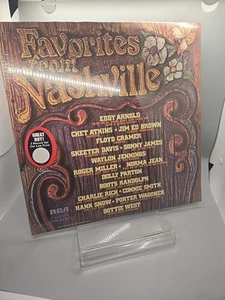 Favorites
from
Nashville
EDDY ARNOLD
CHET ATKINS • JIM ED BROWN
FLOYD CRAMER
SKEETER DAVIS • SONNY JAMES
WAYLON JENNINGS
ROGER MILLER • NORMA JEAN
DOLLY PARTON
BOOTS RANDOLPH
CHARLIE RICH • CONNIE SMITH
HANK SNOW • PORTER WAGONER
DOTTIE WEST
GREAT BUY!
RCA